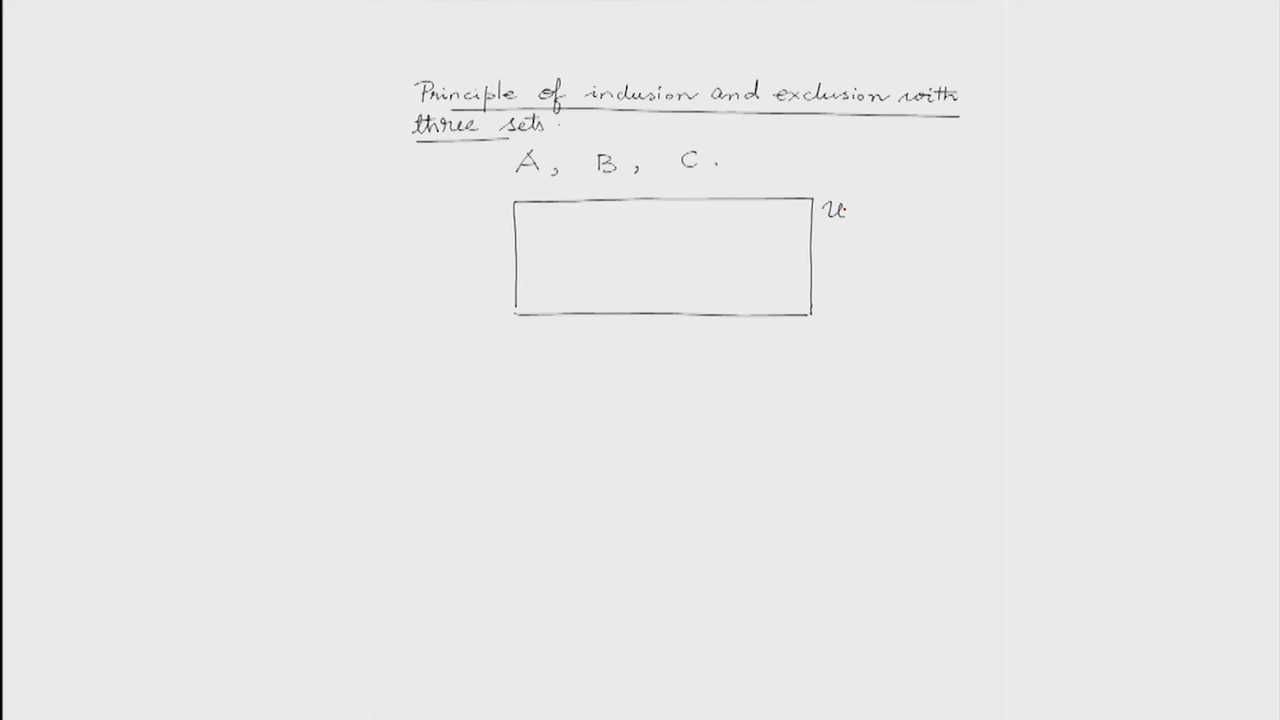 Principle of inclusion and exclusion with
three sets.
A, B, C.
U